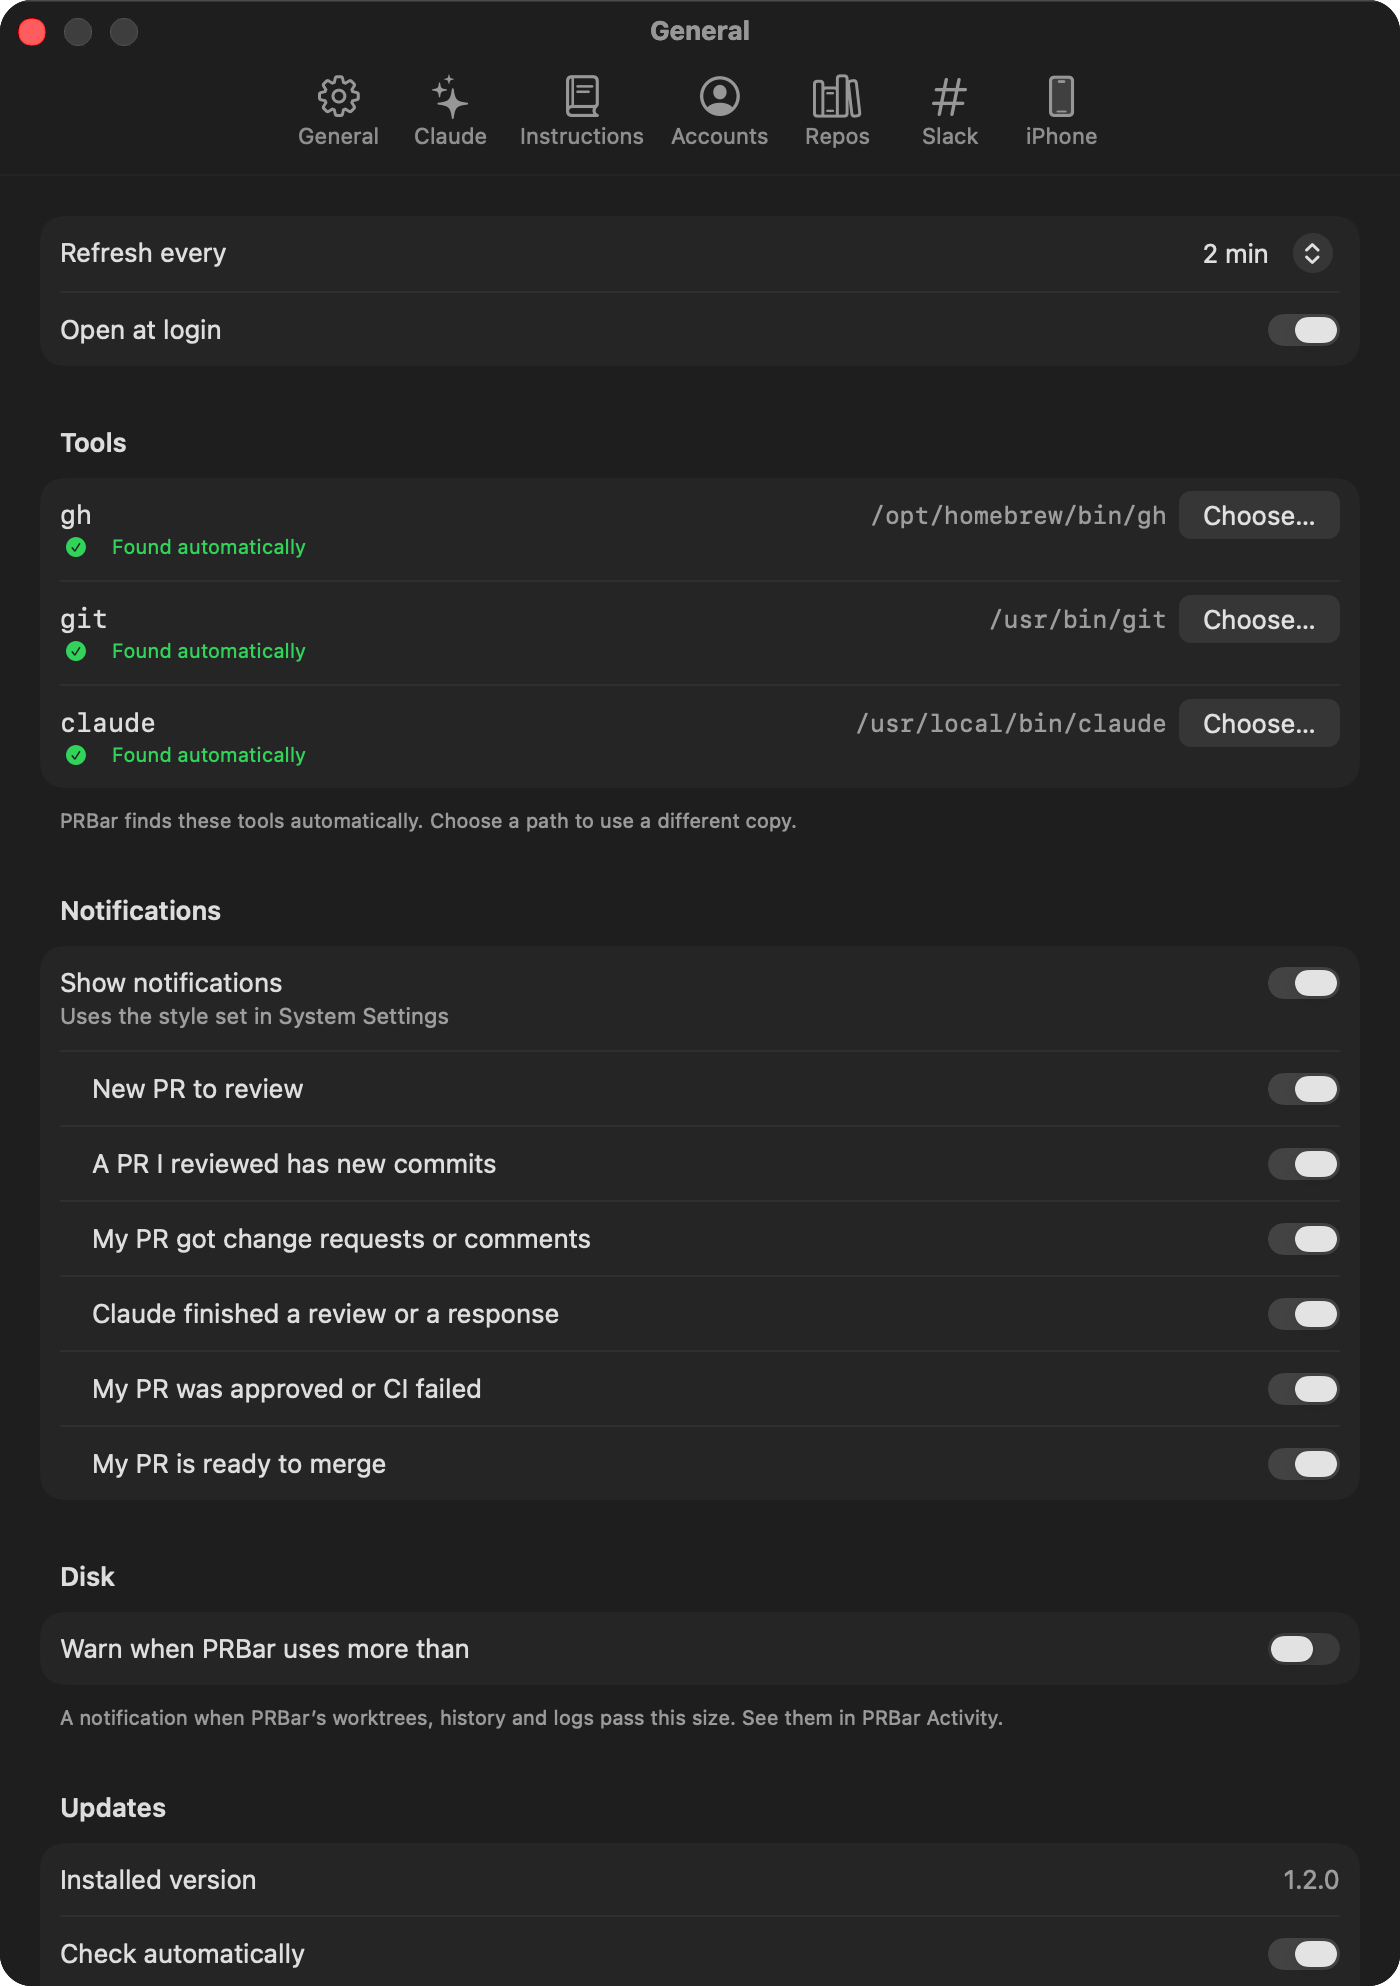 General
General
Claude
Instructions
Accounts
Repos
Slack
iPhone
Refresh every
2 min
Open at login
Tools
gh
/opt/homebrew/bin/gh
Choose...
Found automatically
git
/usr/bin/git
Choose...
Found automatically
claude
/usr/local/bin/claude
Choose...
Found automatically
PRBar finds these tools automatically. Choose a path to use a different copy.
Notifications
Show notifications
Uses the style set in System Settings
New PR to review
A PR I reviewed has new commits
My PR got change requests or comments
Claude finished a review or a response
My PR was approved or CI failed
My PR is ready to merge
Disk
Warn when PRBar uses more than
A notification when PRBar’s worktrees, history and logs pass this size. See them in PRBar Activity.
Updates
Installed version
1.2.0
Check automatically